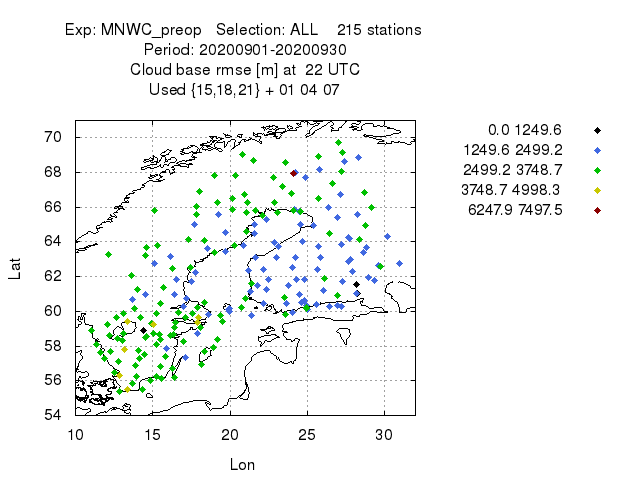 Exp: MNWC_preop   Selection: ALL    215 stations
Period: 20200901-20200930
Cloud base rmse [m] at  22 UTC
Used {15,18,21} + 01 04 07
0.0 1249.6
1249.6 2499.2
2499.2 3748.7
3748.7 4998.3
6247.9 7497.5
70
68
66
64
62
60
58
56
54
Lat
10 15 20 25 30
Lon